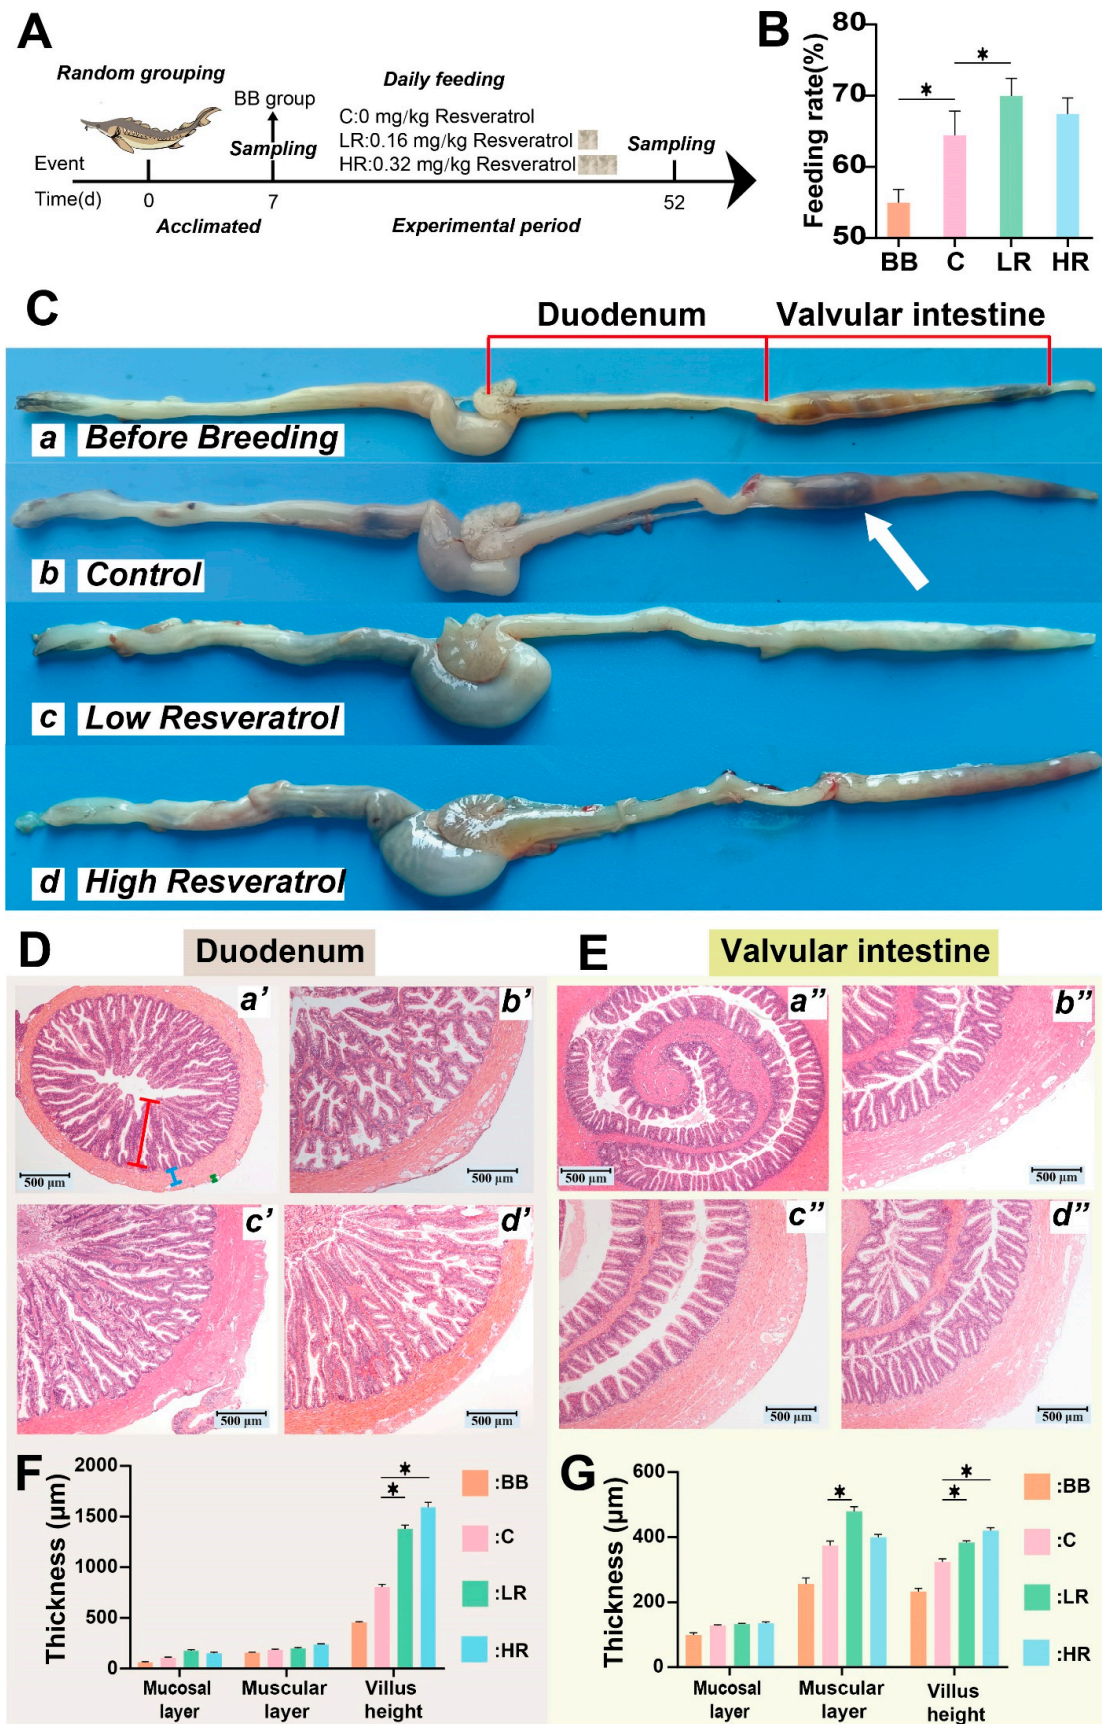 A
Random grouping
BB group
Sampling
Daily feeding
C:0 mg/kg Resveratrol
LR:0.16 mg/kg Resveratrol
HR:0.32 mg/kg Resveratrol
Sampling
Event
Time(d)
0
7
52
Acclimated
Experimental period
B
Feeding rate(%)
80
70
60
50
*
*
BB
C
LR
HR
C
Duodenum
Valvular intestine
a
Before Breeding
b
Control
c
Low Resveratrol
d
High Resveratrol
D
Duodenum
a’
500 μm
b’
500 μm
c’
500 μm
d’
500 μm
E
Valvular intestine
a”
500 μm
b”
500 μm
c”
500 μm
d”
500 μm
F
Thickness (μm)
2000
1500
1000
500
0
*
*
Mucosal
layer
Muscular
layer
Villus
height
:BB
:C
:LR
:HR
G
Thickness (μm)
600
400
200
0
*
*
*
Mucosal
layer
Muscular
layer
Villus
height
:BB
:C
:LR
:HR